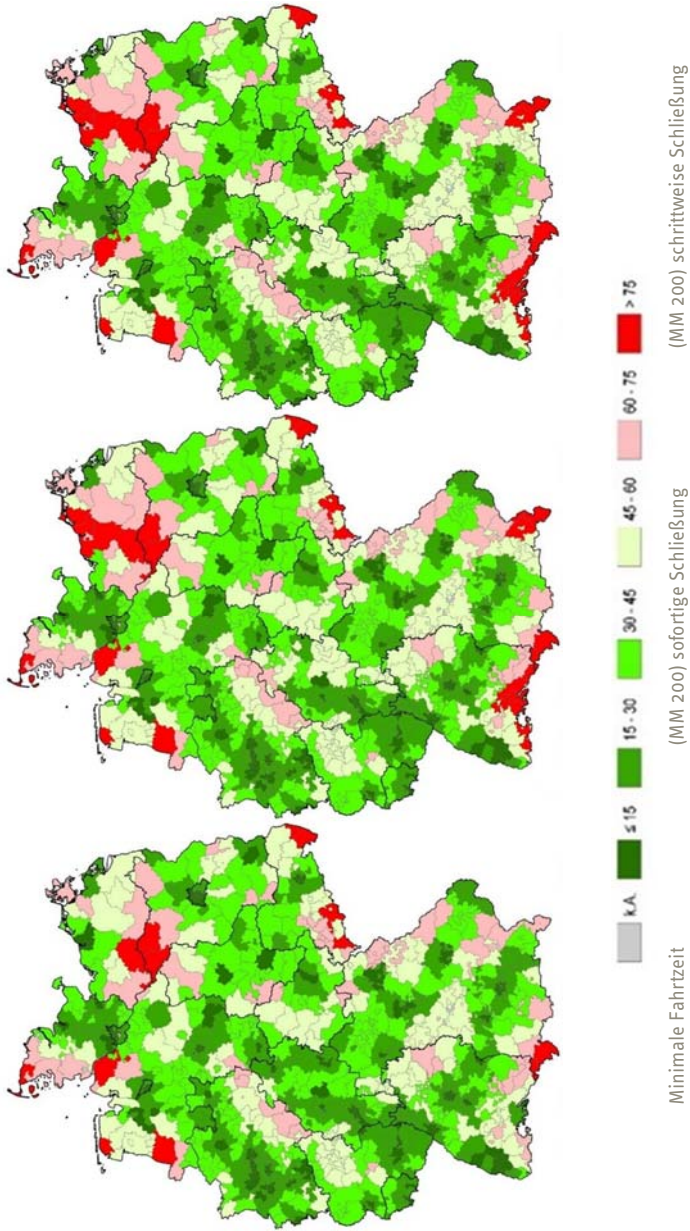 Minimale Fahrtzeit
(MM 200) sofortige Schließung
(MM 200) schrittweise Schließung
k.A.
≤ 15
15 - 30
30 - 45
45 - 60
60 - 75
> 75